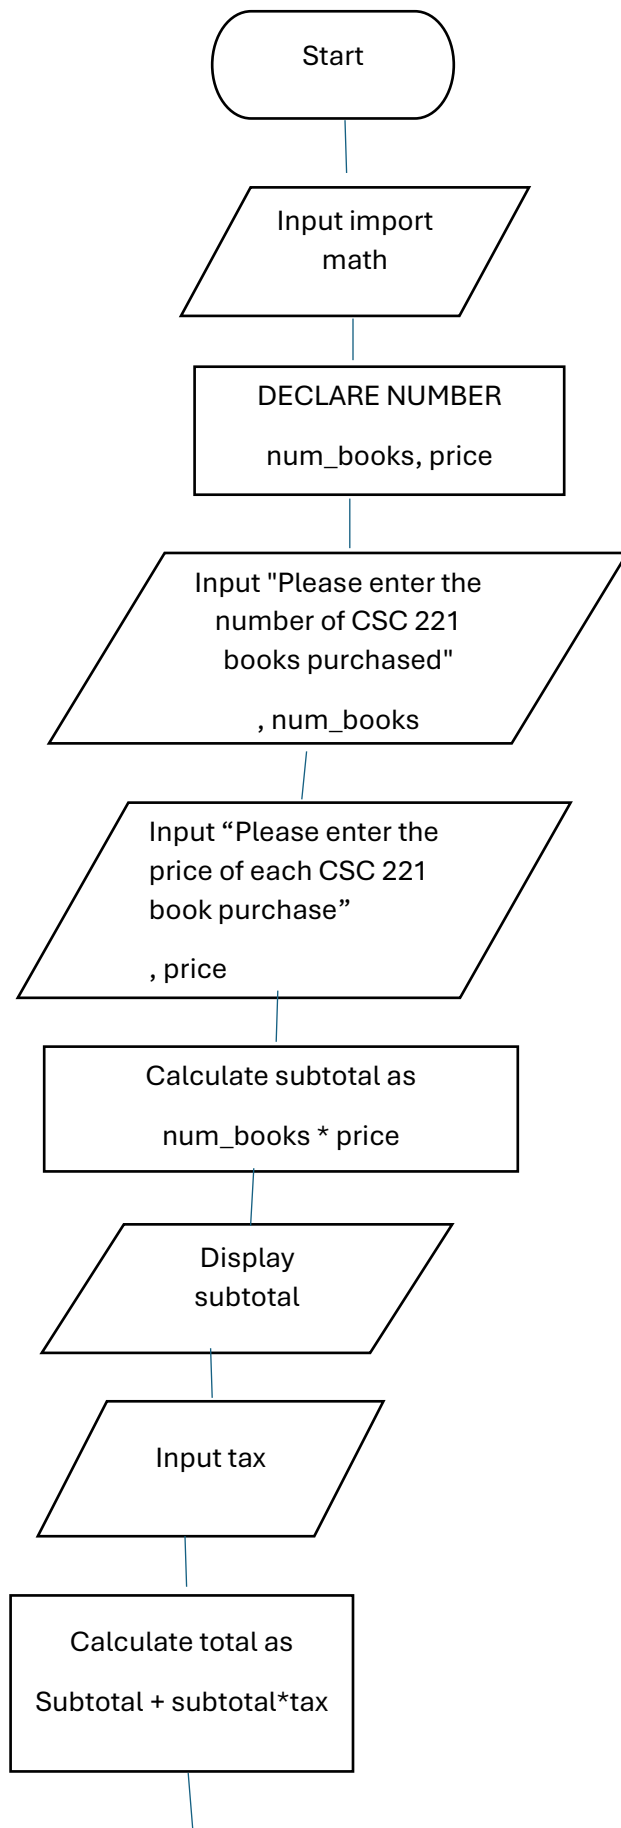 Start
Input import
math
DECLARE NUMBER
num_books, price
Input "Please enter the
number of CSC 221
books purchased"
, num_books
Input “Please enter the
price of each CSC 221
book purchase”
, price
Calculate subtotal as
num_books * price
Display
subtotal
Input tax
Calculate total as
Subtotal + subtotal*tax